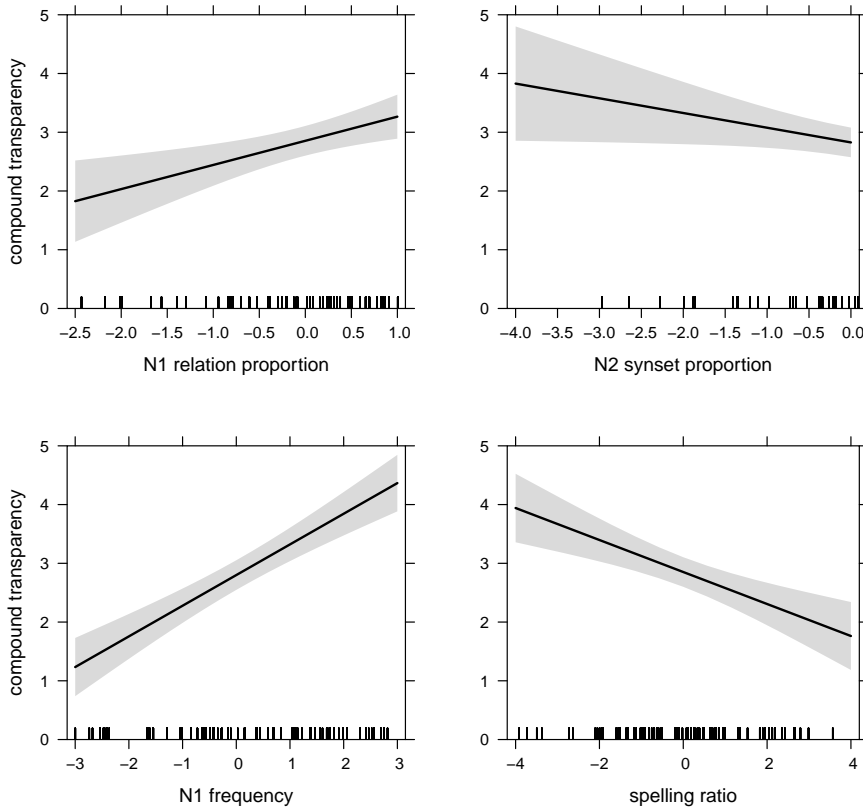 5
4
3
2
1
0
compound transparency
−2.5 −2.0 −1.5 −1.0 −0.5 0.0 0.5 1.0
N1 relation proportion
5
4
3
2
1
0
−4.0 −3.5 −3.0 −2.5 −2.0 −1.5 −1.0 −0.5 0.0
N2 synset proportion
5
4
3
2
1
0
compound transparency
−3 −2 −1 0 1 2 3
N1 frequency
5
4
3
2
1
0
−4 −2 0 2 4
spelling ratio